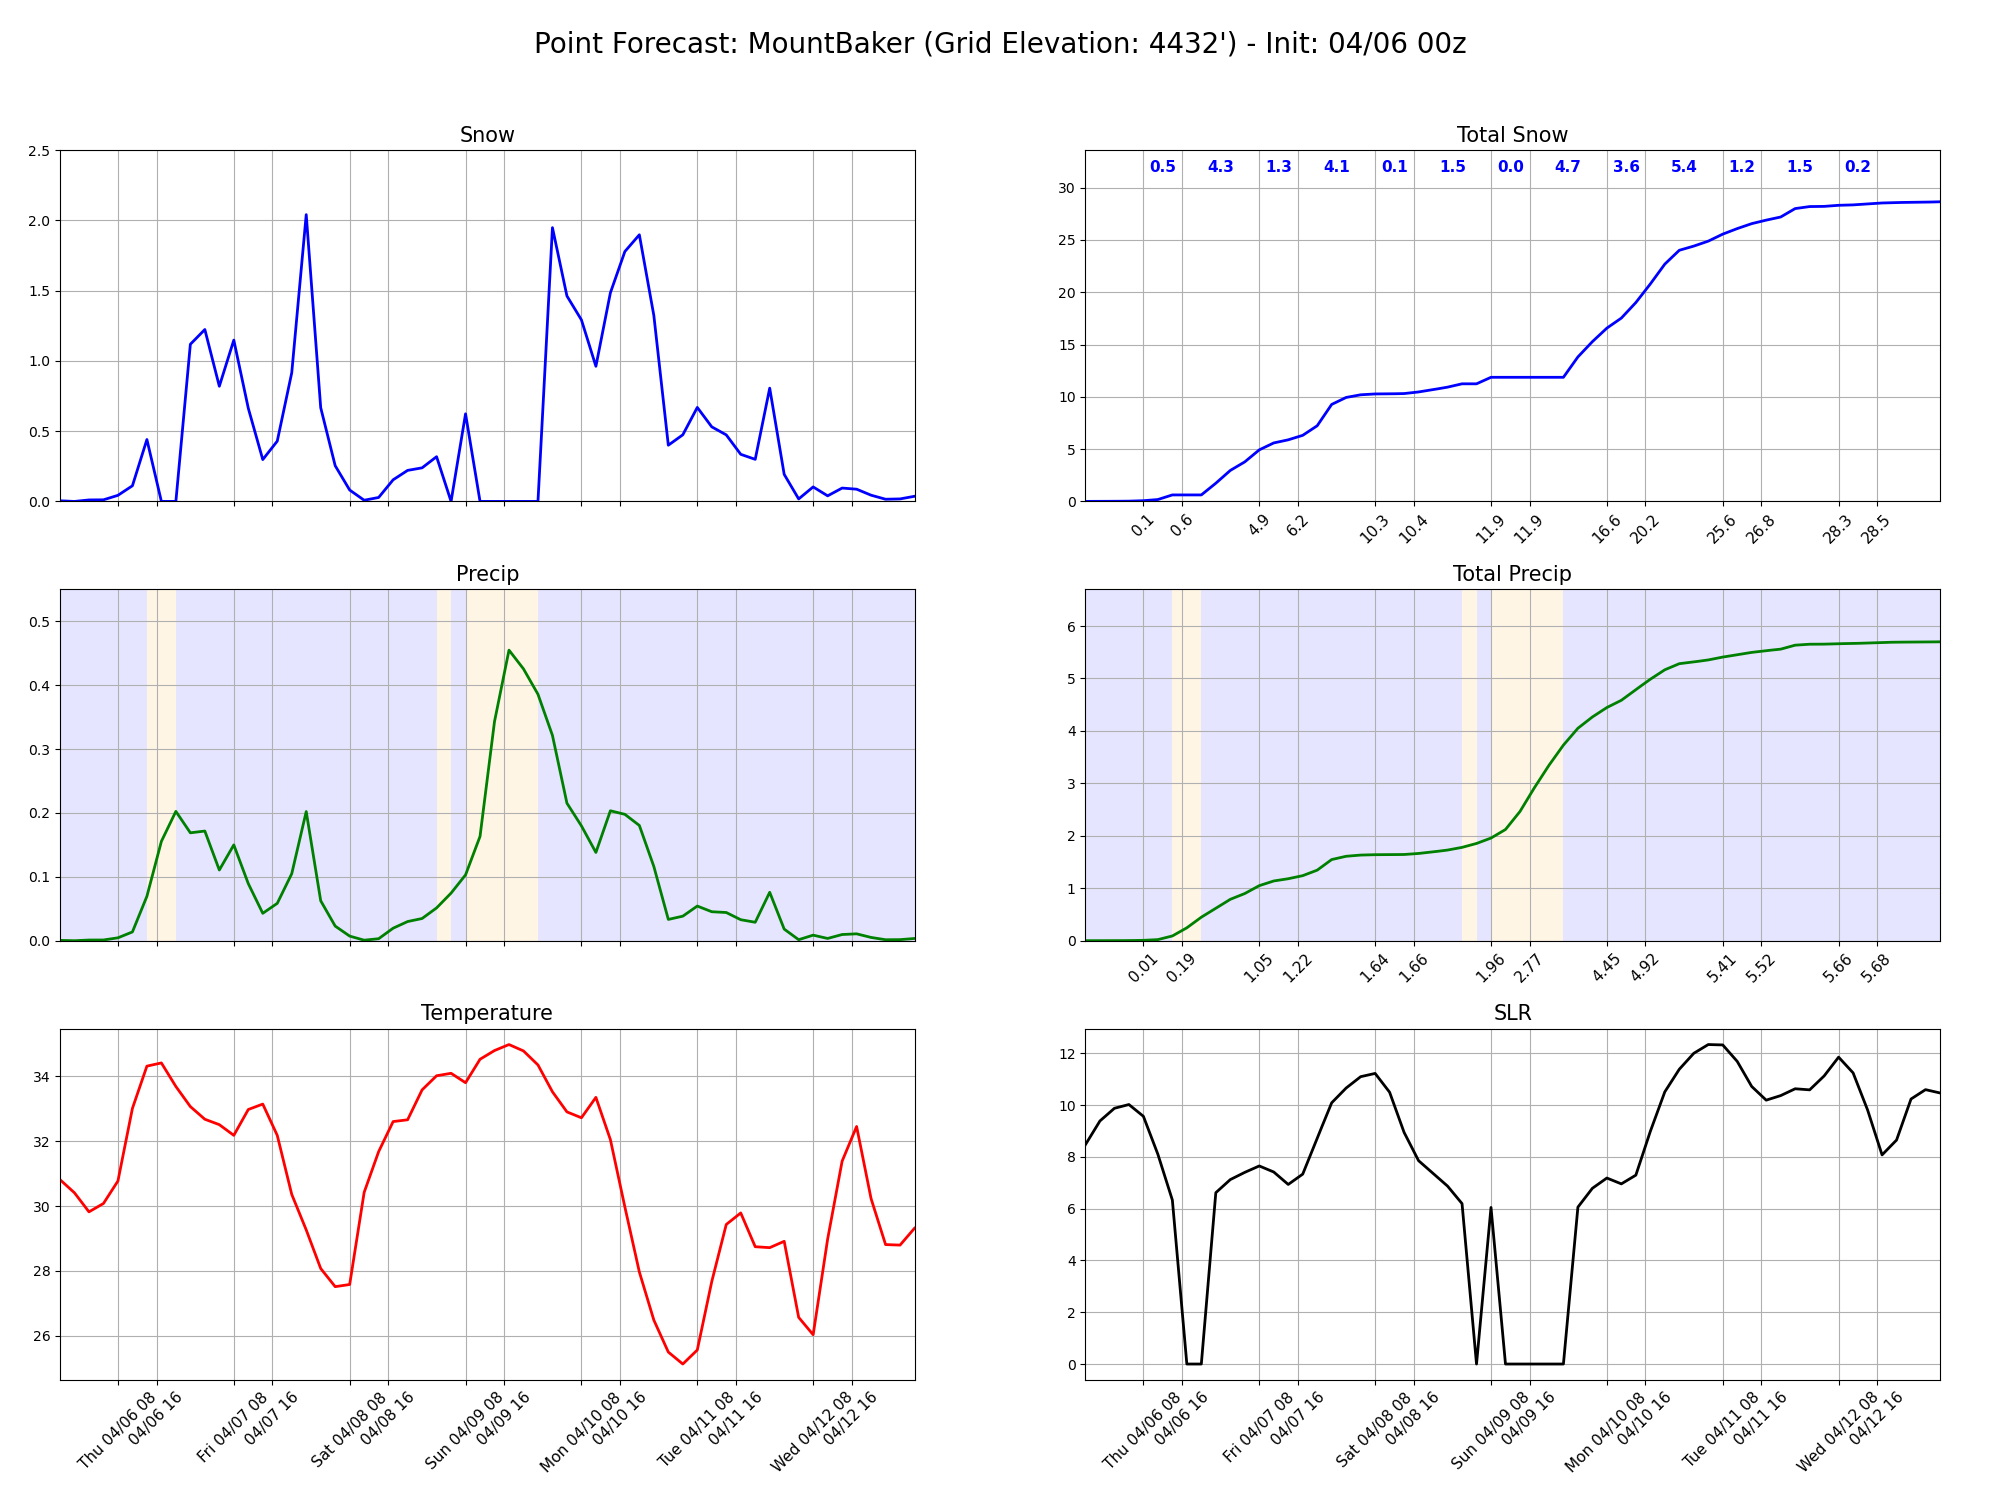 Point Forecast: MountBaker (Grid Elevation: 4432') - Init: 04/06 00z
Snow
2.5
2.0
1.5
1.0
0.5
0.0
Total Snow
0.5 4.3 1.3 4.1 0.1 1.5 0.0 4.7 3.6 5.4 1.2 1.5 0.2
30
25
20
15
10
5
0
0.1 0.6 4.9 6.2 10.3 10.4 11.9 11.9 16.6 20.2 25.6 26.8 28.3 28.5
Precip
0.5
0.4
0.3
0.2
0.1
0.0
Total Precip
6
5
4
3
2
1
0
0.01 0.19 1.05 1.22 1.64 1.66 1.96 2.77 4.45 4.92 5.41 5.52 5.66 5.68
Temperature
34
32
30
28
26
Thu 04/06 08
04/06 16
Fri 04/07 08
04/07 16
Sat 04/08 08
04/08 16
Sun 04/09 08
04/09 16
Mon 04/10 08
04/10 16
Tue 04/11 08
04/11 16
Wed 04/12 08
04/12 16
SLR
12
10
8
6
4
2
0
Thu 04/06 08
04/06 16
Fri 04/07 08
04/07 16
Sat 04/08 08
04/08 16
Sun 04/09 08
04/09 16
Mon 04/10 08
04/10 16
Tue 04/11 08
04/11 16
Wed 04/12 08
04/12 16